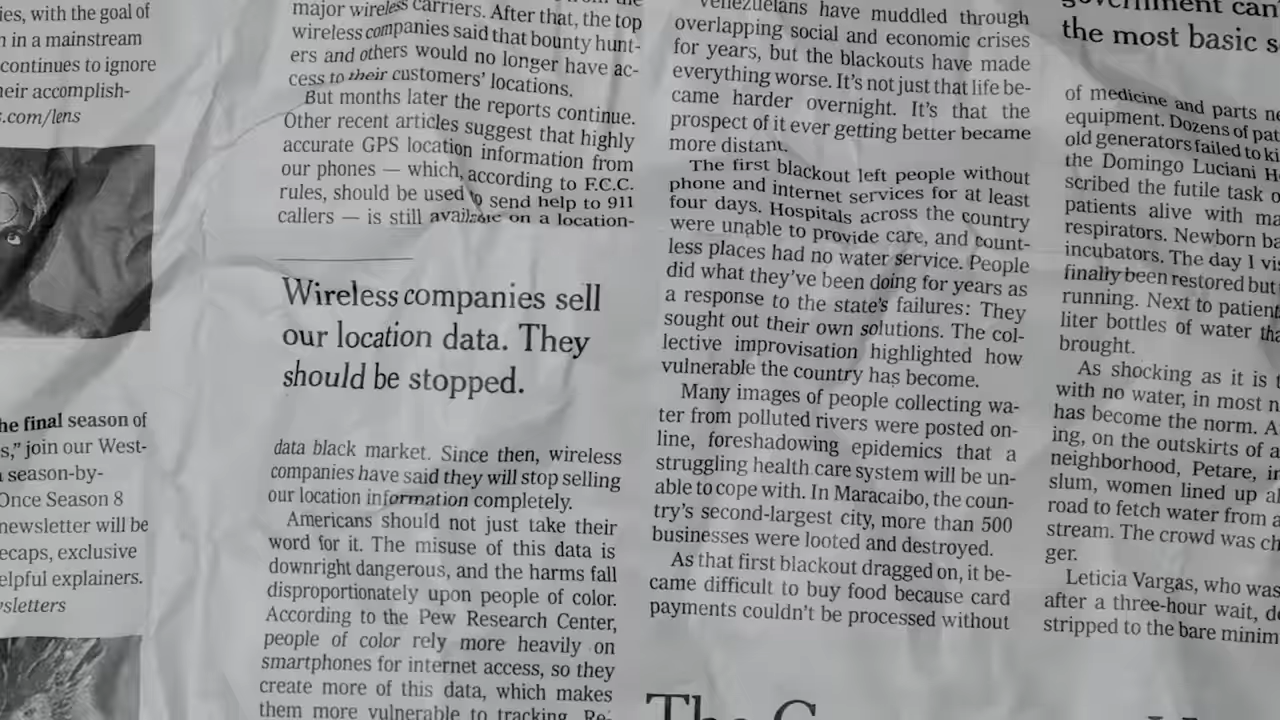 ies, with the goal of
in a mainstream
continues to ignore
heir accomplish-
s.com/lens
he final season of
s,” join our West-
a season-by-
Once Season 8
newsletter will be
ecaps, exclusive
elpful explainers.
wsletters
major wireless carriers. After that, the top
wireless companies said that bounty hunt-
ers and others would no longer have ac-
cess to their customers’ locations.
But months later the reports continue.
Other recent articles suggest that highly
accurate GPS location information from
our phones — which, according to F.C.C.
rules, should be used to send help to 911
callers — is still available on a location-
Wireless companies sell
our location data. They
should be stopped.
data black market. Since then, wireless
companies have said they will stop selling
our location information completely.
Americans should not just take their
word for it. The misuse of this data is
downright dangerous, and the harms fall
disproportionately upon people of color.
According to the Pew Research Center,
people of color rely more heavily on
smartphones for internet access, so they
create more of this data, which makes
them more vulnerable to tracking. Re-
Venezuelans have muddled through
overlapping social and economic crises
for years, but the blackouts have made
everything worse. It’s not just that life be-
came harder overnight. It’s that the
prospect of it ever getting better became
more distant.
The first blackout left people without
phone and internet services for at least
four days. Hospitals across the country
were unable to provide care, and count-
less places had no water service. People
did what they’ve been doing for years as
a response to the state’s failures: They
sought out their own solutions. The col-
lective improvisation highlighted how
vulnerable the country has become.
Many images of people collecting wa-
ter from polluted rivers were posted on-
line, foreshadowing epidemics that a
struggling health care system will be un-
able to cope with. In Maracaibo, the coun-
try’s second-largest city, more than 500
businesses were looted and destroyed.
As that first blackout dragged on, it be-
came difficult to buy food because card
payments couldn’t be processed without
The
government can
the most basic s
of medicine and parts ne
equipment. Dozens of pat
old generators failed to ki
the Domingo Luciani H
scribed the futile task o
patients alive with ma
respirators. Newborn ba
incubators. The day I vis
finally been restored but
running. Next to patient
liter bottles of water tha
brought.
As shocking as it is t
with no water, in most n
has become the norm. A
ing, on the outskirts of a
neighborhood, Petare, in
slum, women lined up al
road to fetch water from a
stream. The crowd was ch
ger.
Leticia Vargas, who was
after a three-hour wait, de
stripped to the bare minim